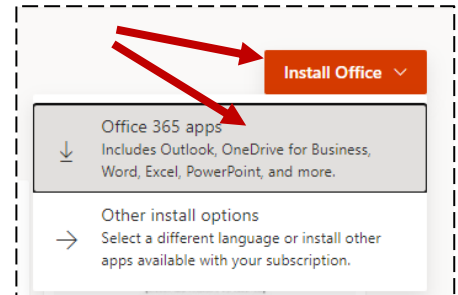 Install Office
Office 365 apps
Includes Outlook, OneDrive for Business,
Word, Excel, PowerPoint, and more.
Other install options
Select a different language or install other
apps available with your subscription.